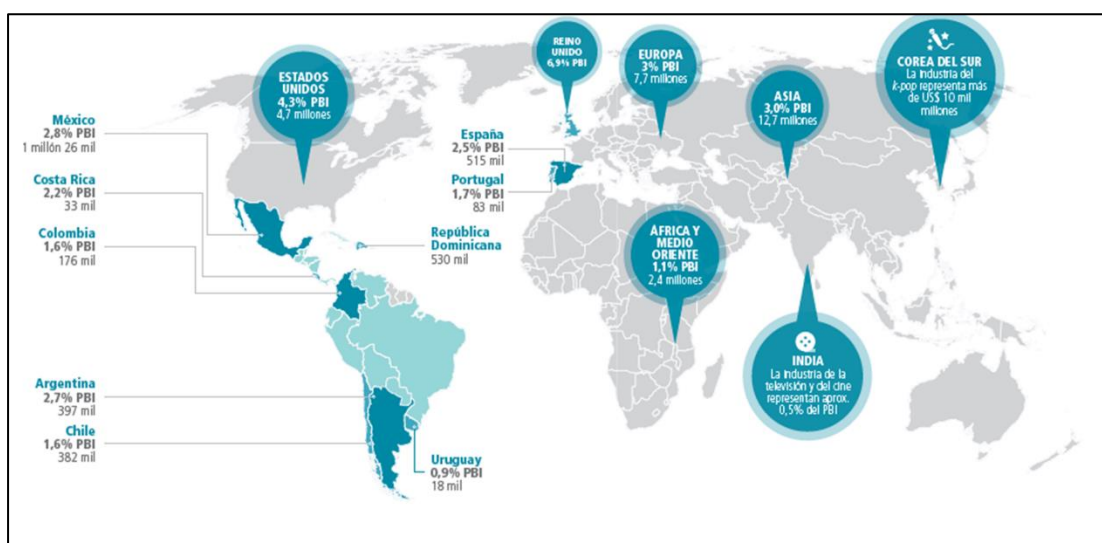 ESTADOS
UNIDOS
4,3% PBI
4,7 millones
REINO
UNIDO
6,9% PBI
EUROPA
3% PBI
7,7 millones
ASIA
3,0% PBI
12,7 millones
COREA DEL SUR
La industria del
k-pop representa más
de US$ 10 mil
millones
México
2,8% PBI
1 millón 26 mil
Costa Rica
2,2% PBI
33 mil
Colombia
1,6% PBI
176 mil
España
2,5% PBI
515 mil
Portugal
1,7% PBI
83 mil
República
Dominicana
530 mil
ÁFRICA Y
MEDIO
ORIENTE
1,1% PBI
2,4 millones
INDIA
La industria de la
televisión y del cine
representan aprox.
0,5% del PBI
Argentina
2,7% PBI
397 mil
Chile
1,6% PBI
382 mil
Uruguay
0,9% PBI
18 mil